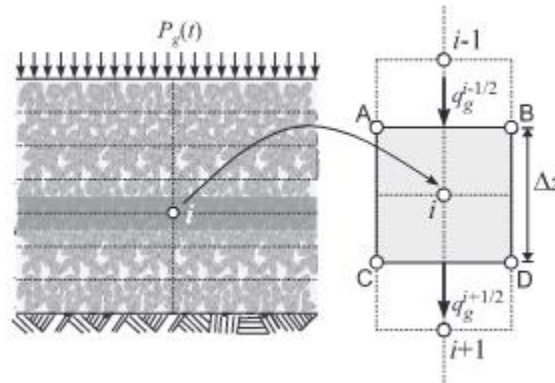 P_g(t)
i-1
q_g^{i-1/2}
A
B
i
i
Δz
C
D
q_g^{i+1/2}
i+1